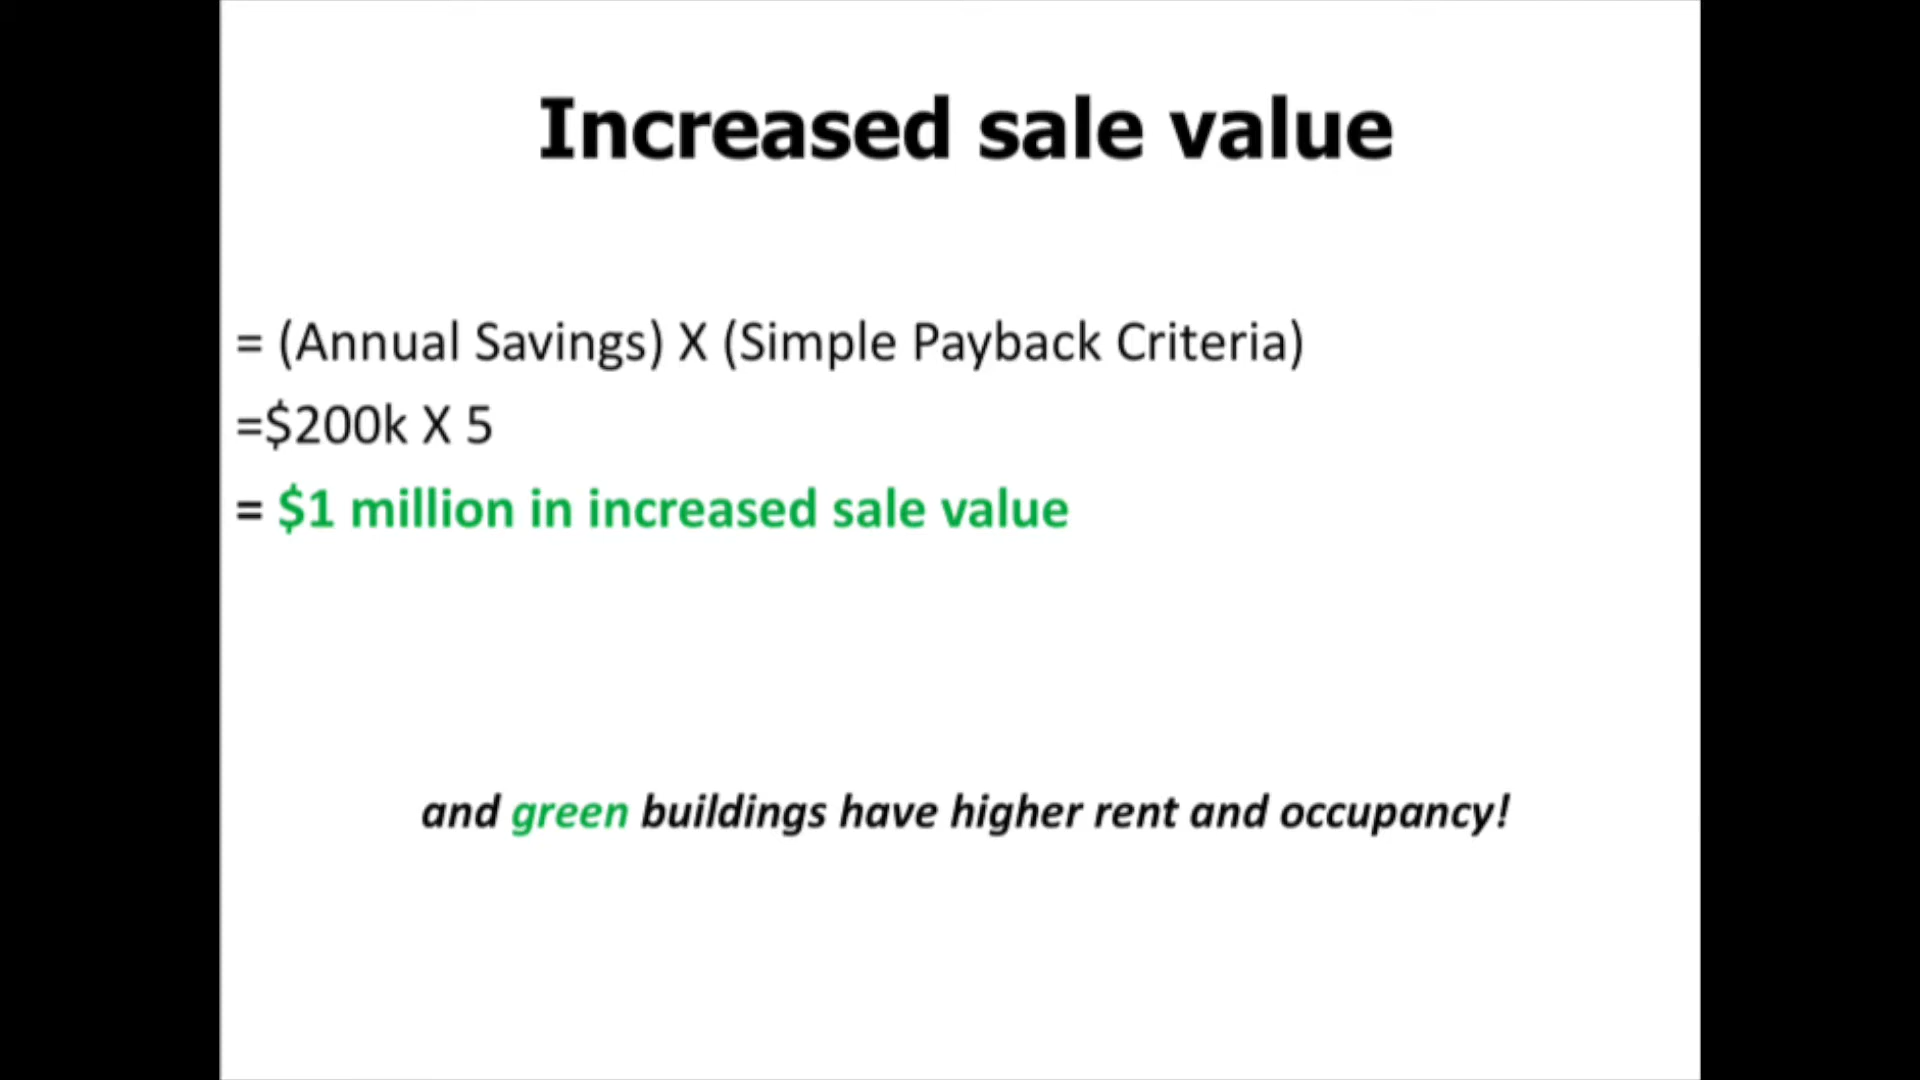 Increased sale value
= (Annual Savings) X (Simple Payback Criteria)
=$200k X 5
= $1 million in increased sale value
and green buildings have higher rent and occupancy!